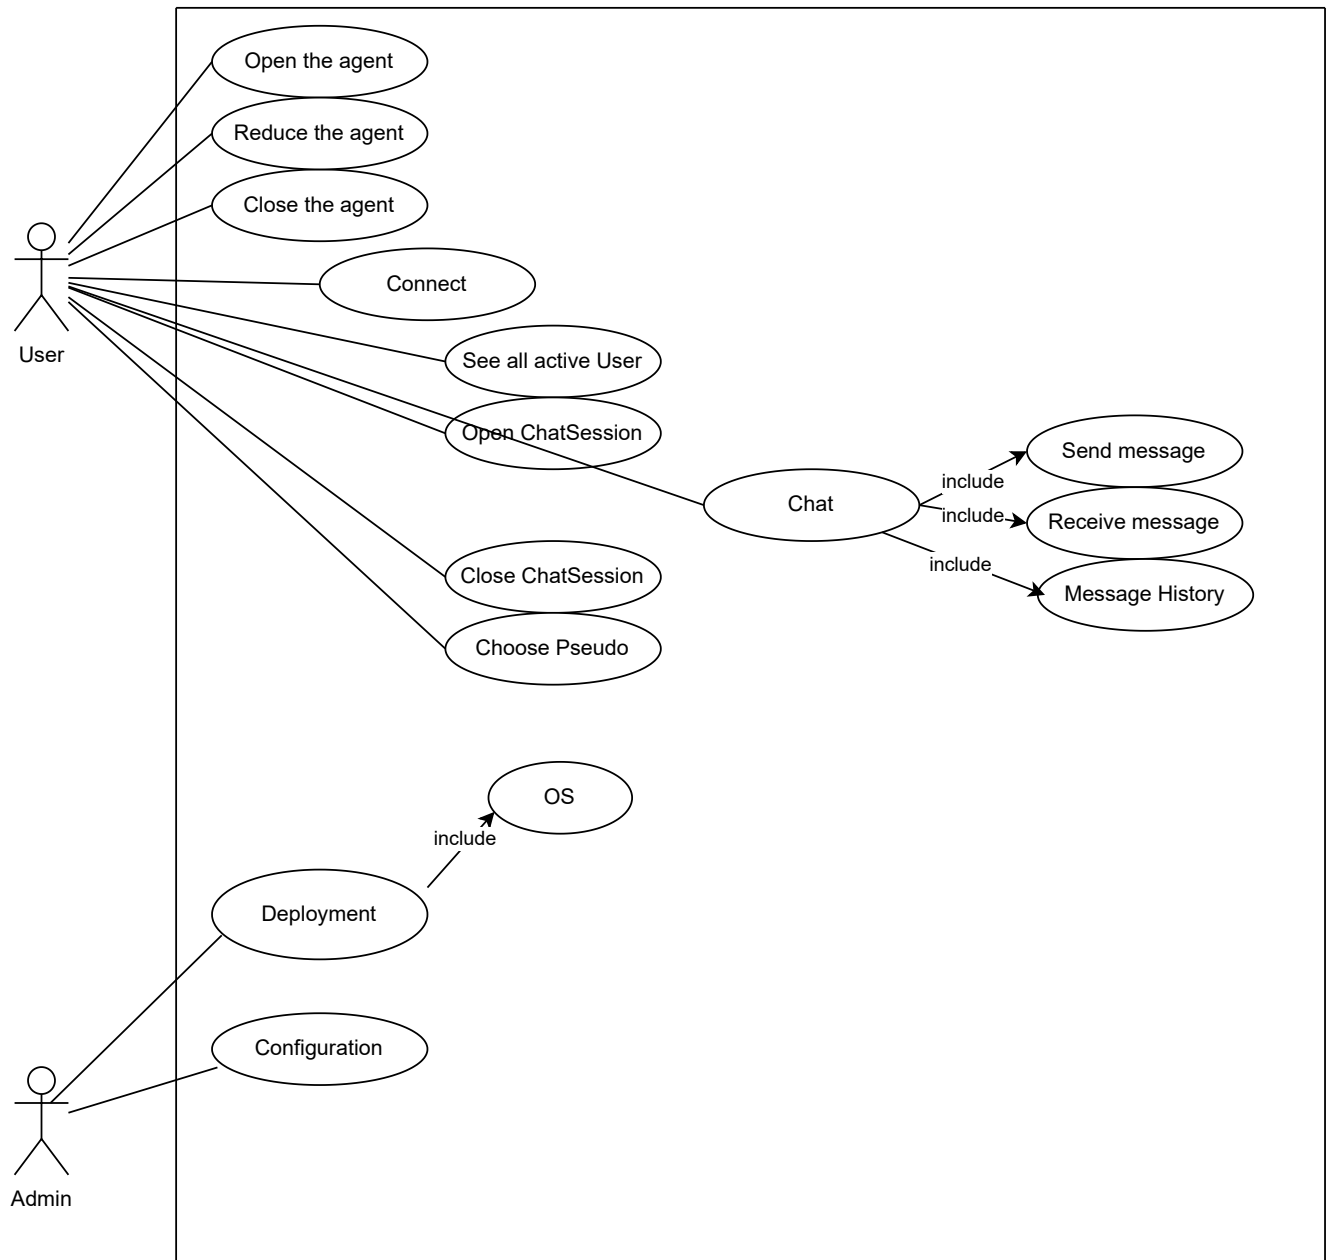 Open the agent
Reduce the agent
Close the agent
Connect
User
See all active User
Open ChatSession
Send message
include
Chat
include
Receive message
include
Close ChatSession
Message History
Choose Pseudo
OS
include
Deployment
Configuration
Admin